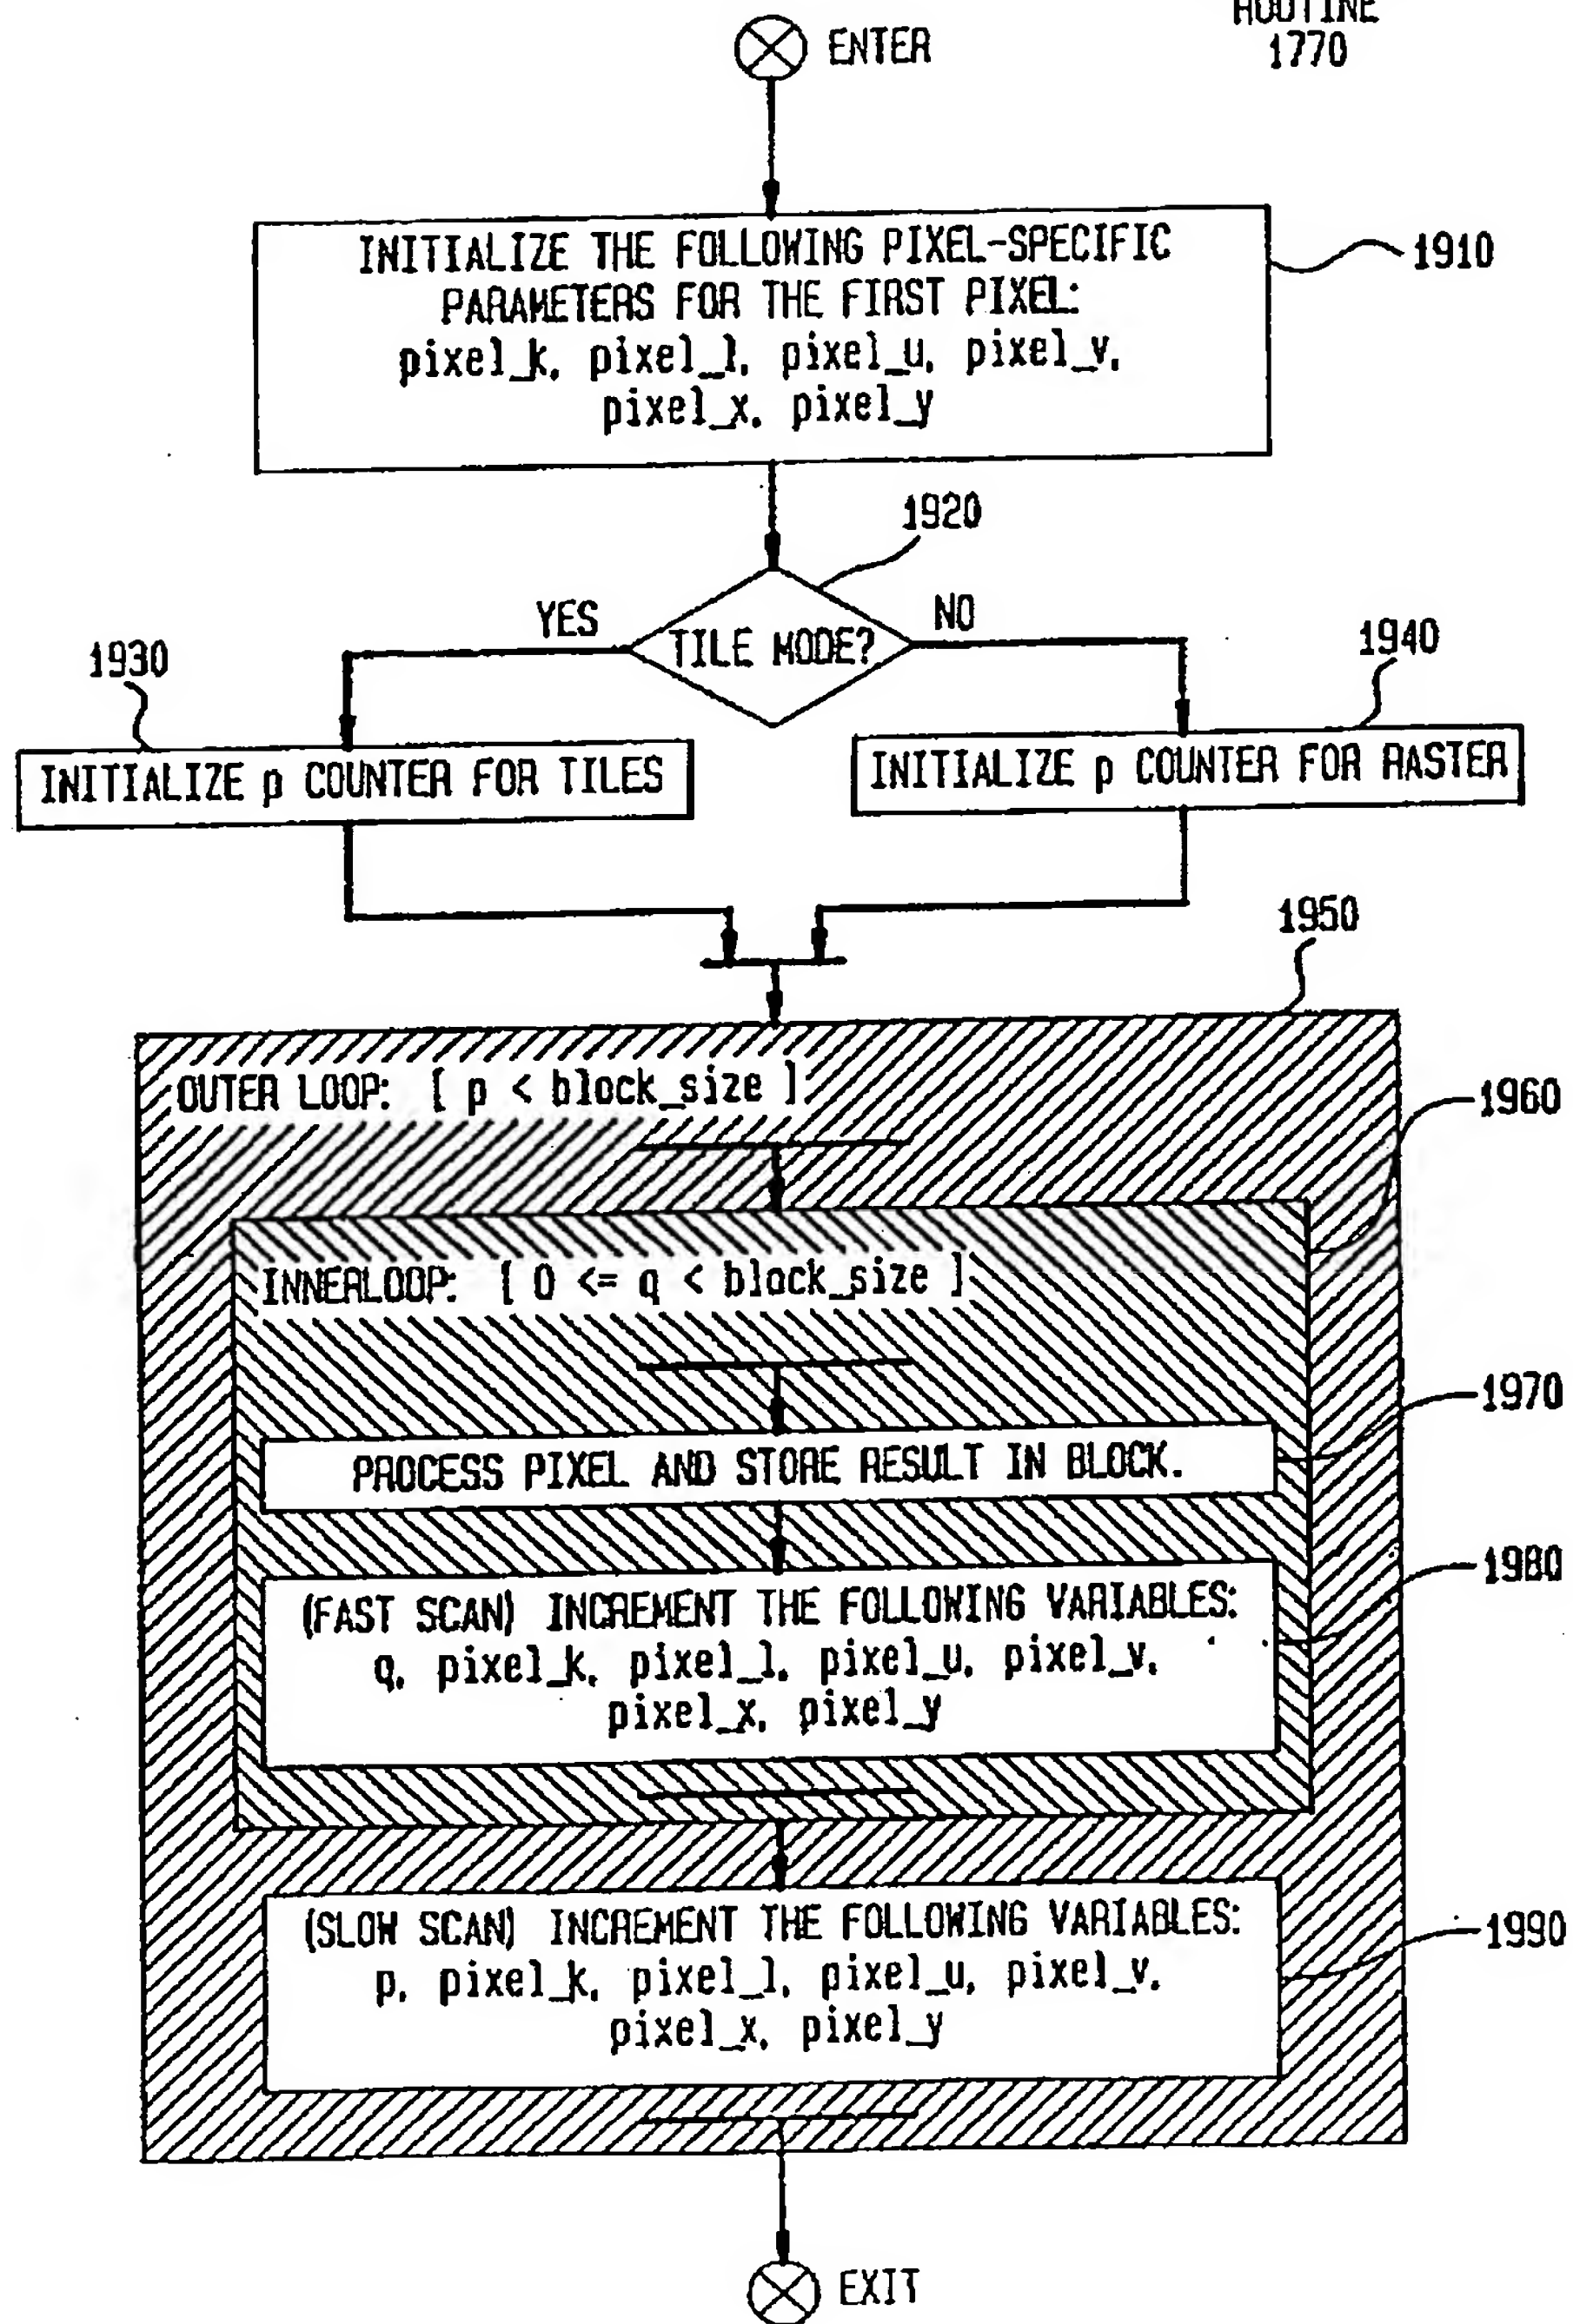 ROUTINE
1770
ENTER
INITIALIZE THE FOLLOWING PIXEL-SPECIFIC
PARAMETERS FOR THE FIRST PIXEL:
pixel_k, pixel_l, pixel_u, pixel_v,
pixel_x, pixel_y
1910
1920
YES
TILE MODE?
NO
1930
1940
INITIALIZE p COUNTER FOR TILES
INITIALIZE p COUNTER FOR RASTER
1950
OUTER LOOP: [ p < block_size ]
1960
INNERLOOP: [ 0 <= q < block_size ]
1970
PROCESS PIXEL AND STORE RESULT IN BLOCK.
1980
(FAST SCAN) INCREMENT THE FOLLOWING VARIABLES:
q, pixel_k, pixel_l, pixel_u, pixel_v,
pixel_x, pixel_y
(SLOW SCAN) INCREMENT THE FOLLOWING VARIABLES:
p, pixel_k, pixel_l, pixel_u, pixel_v,
pixel_x, pixel_y
1990
EXIT